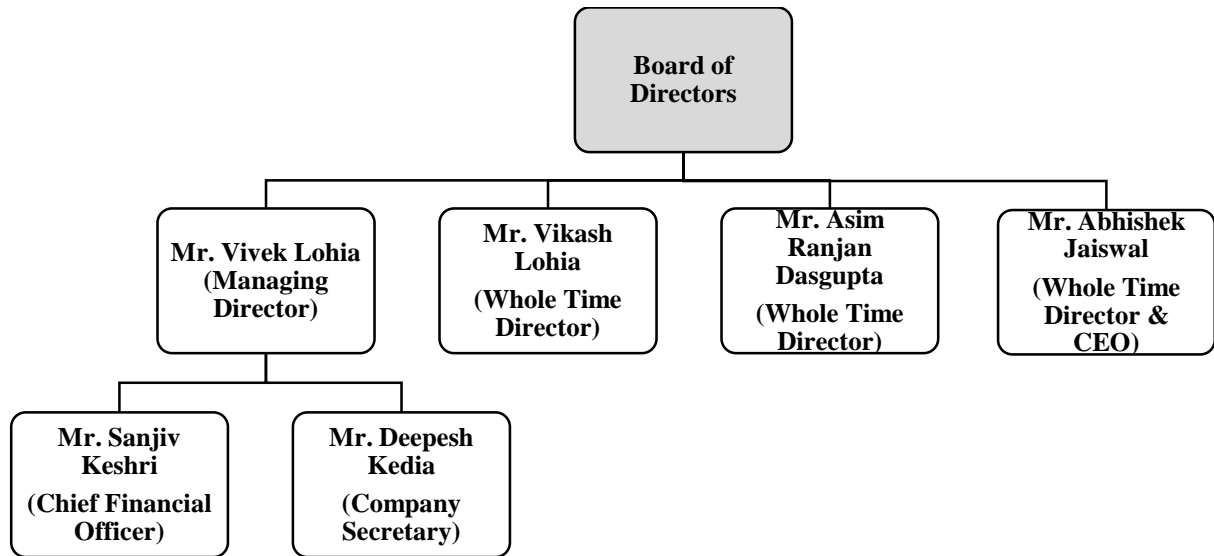 Board of
Directors
Mr. Vivek Lohia
(Managing
Director)
Mr. Vikash
Lohia
(Whole Time
Director)
Mr. Asim
Ranjan
Dasgupta
(Whole Time
Director)
Mr. Abhishek
Jaiswal
(Whole Time
Director &
CEO)
Mr. Sanjiv
Keshri
(Chief Financial
Officer)
Mr. Deepesh
Kedia
(Company
Secretary)